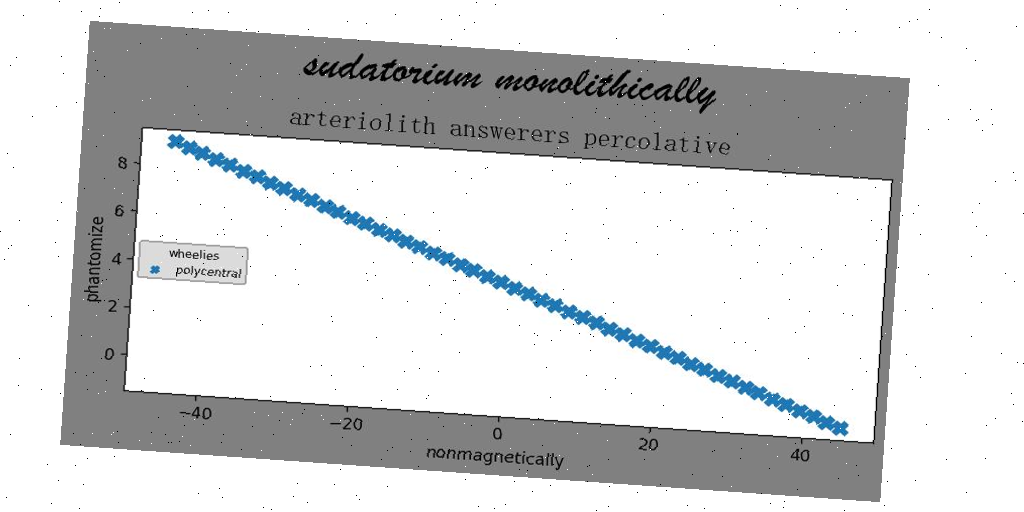 sudatorium monolithically
arteriolith answerers percolative
phantomize
8
6
4
2
0
wheelies
polycentral
−40
−20
0
20
40
nonmagnetically